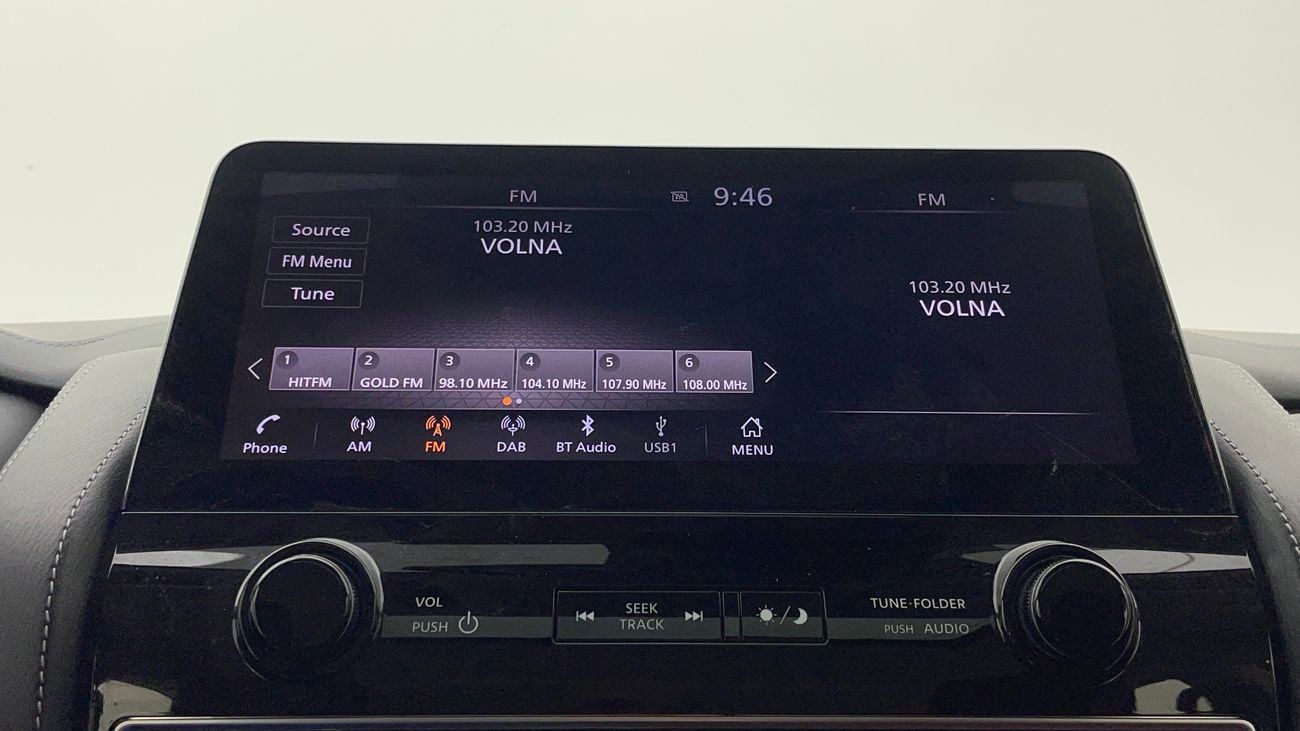 FM
TA
9:46
FM
Source
FM Menu
Tune
103.20 MHz
VOLNA
103.20 MHz
VOLNA
1
HITFM
2
GOLD FM
3
98.10 MHz
4
104.10 MHz
5
107.90 MHz
6
108.00 MHz
Phone
AM
FM
DAB
BT Audio
USB1
MENU
VOL
PUSH
SEEK
TRACK
TUNE·FOLDER
PUSH AUDIO